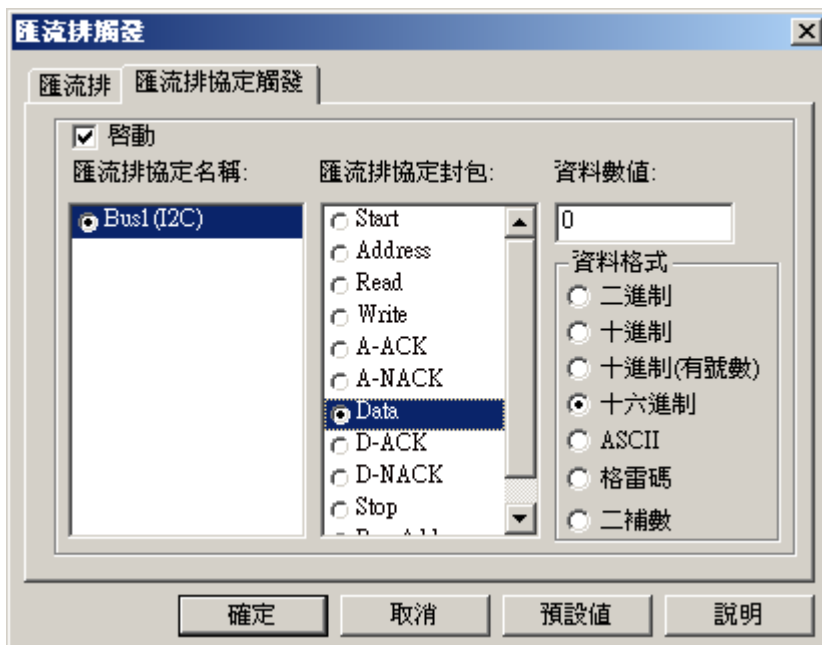 匯流排觸發
匯流排
匯流排協定觸發
啓動
匯流排協定名稱:
匯流排協定封包:
資料數值:
Bus1(I2C)
Start
Address
Read
Write
A-ACK
A-NACK
Data
D-ACK
D-NACK
Stop
0
資料格式
二進制
十進制
十進制(有號數)
十六進制
ASCII
格雷碼
二補數
確定
取消
預設值
說明